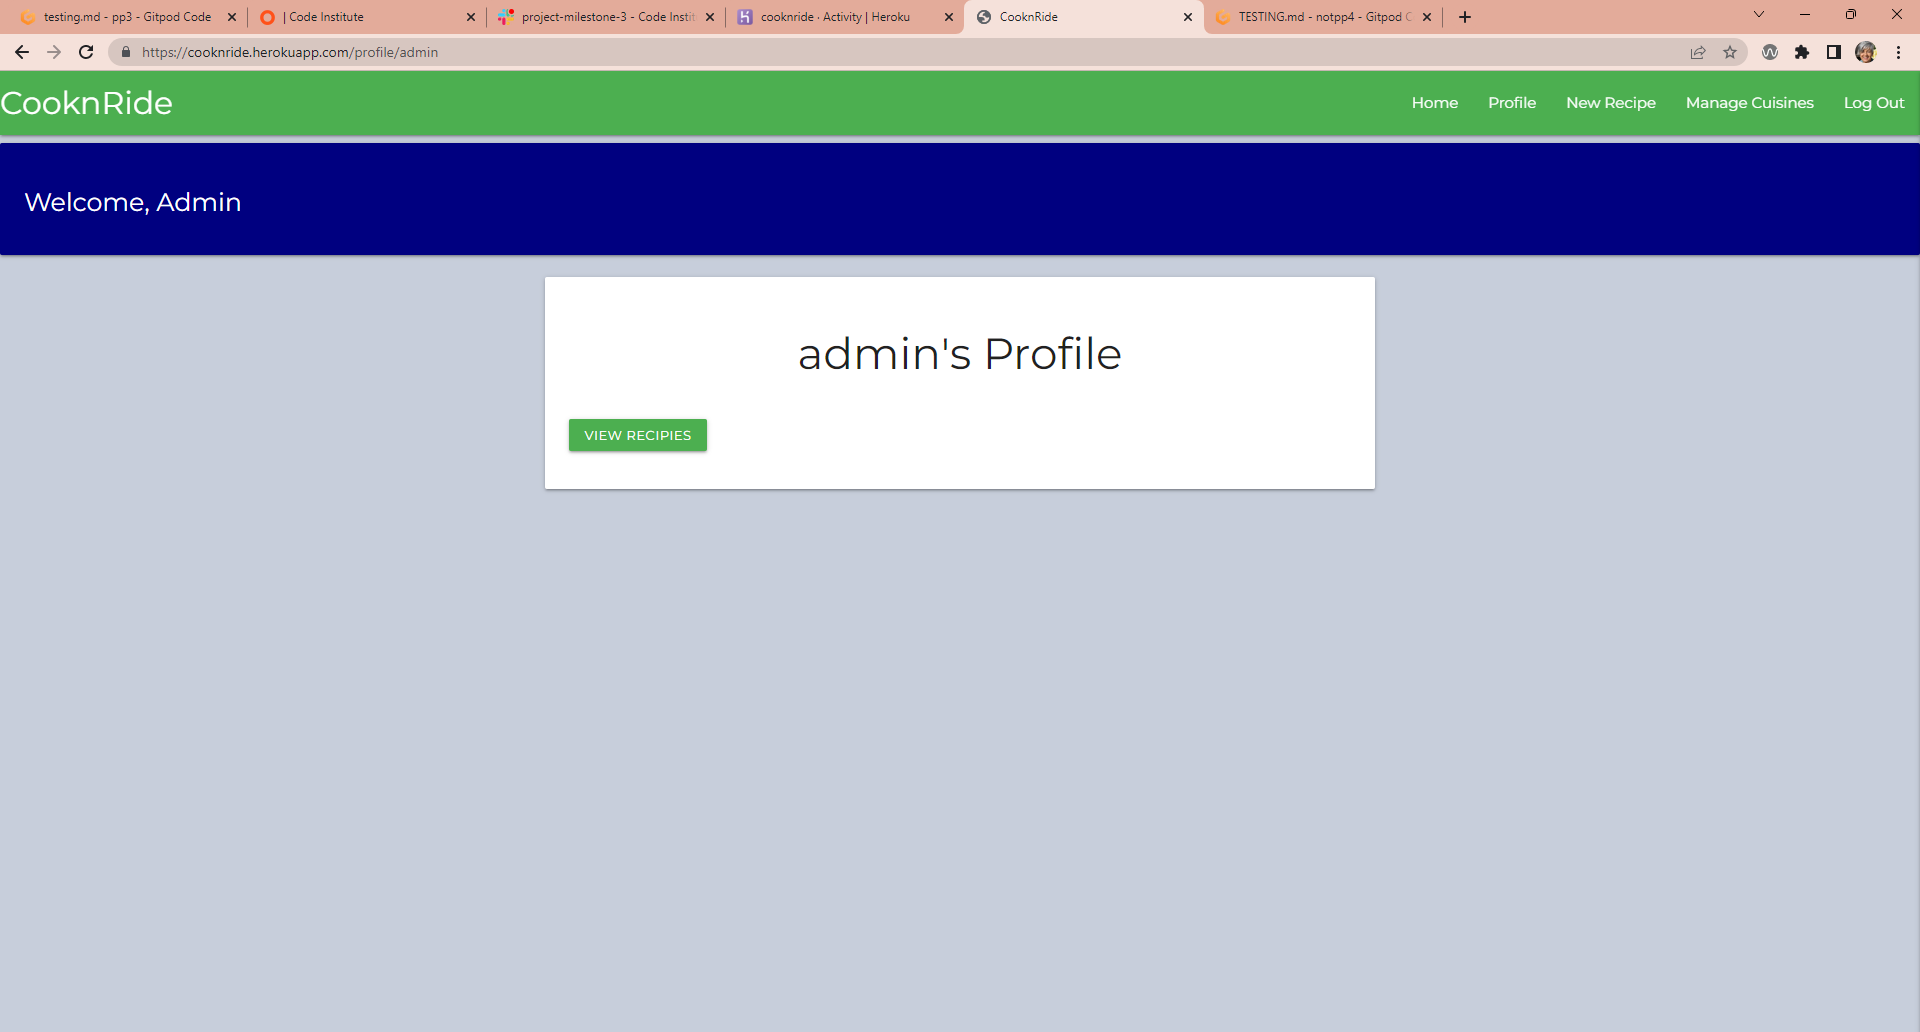 testing.md - pp3 - Gitpod Code
| Code Institute
project-milestone-3 - Code Instit
cooknride · Activity | Heroku
CooknRide
TESTING.md - notpp4 - Gitpod C
https://cooknride.herokuapp.com/profile/admin
CooknRide
Home
Profile
New Recipe
Manage Cuisines
Log Out
Welcome, Admin
admin's Profile
VIEW RECIPIES